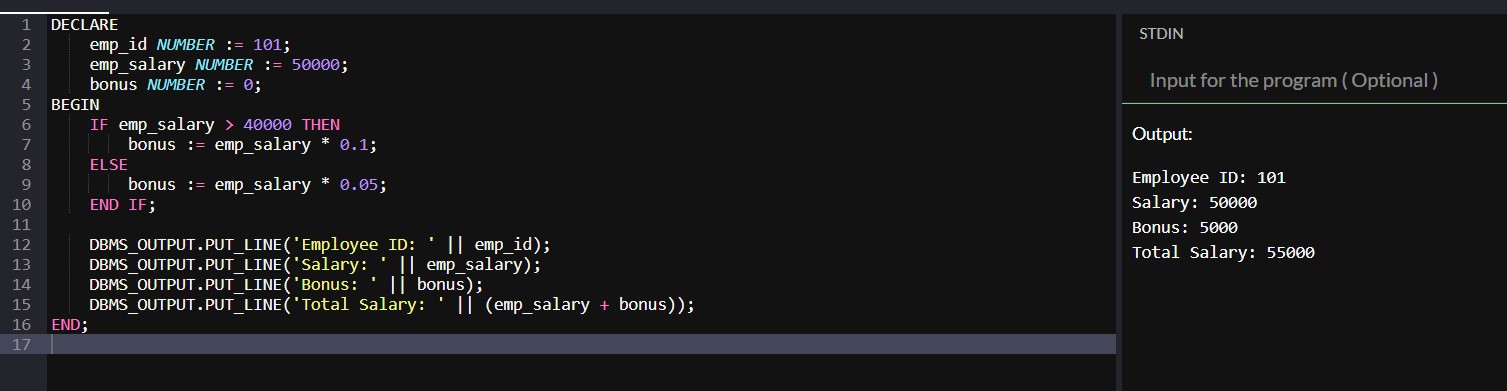 1 DECLARE
2     emp_id NUMBER := 101;
3     emp_salary NUMBER := 50000;
4     bonus NUMBER := 0;
5 BEGIN
6     IF emp_salary > 40000 THEN
7         bonus := emp_salary * 0.1;
8     ELSE
9         bonus := emp_salary * 0.05;
10     END IF;
11
12     DBMS_OUTPUT.PUT_LINE('Employee ID: ' || emp_id);
13     DBMS_OUTPUT.PUT_LINE('Salary: ' || emp_salary);
14     DBMS_OUTPUT.PUT_LINE('Bonus: ' || bonus);
15     DBMS_OUTPUT.PUT_LINE('Total Salary: ' || (emp_salary + bonus));
16 END;
17
STDIN
Input for the program ( Optional )
Output:
Employee ID: 101
Salary: 50000
Bonus: 5000
Total Salary: 55000